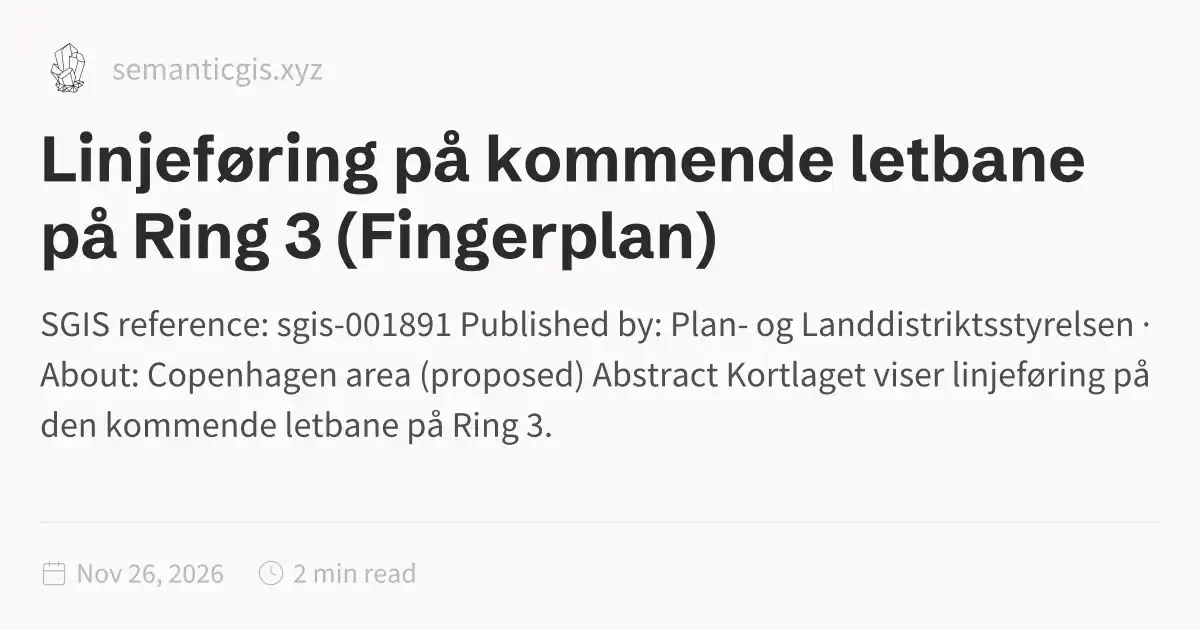 semanticgis.xyz
Linjeføring på kommende letbane
på Ring 3 (Fingerplan)
SGIS reference: sgis-001891 Published by: Plan- og Landdistriktsstyrelsen ·
About: Copenhagen area (proposed) Abstract Kortlaget viser linjeføring på
den kommende letbane på Ring 3.
Nov 26, 2026 2 min read